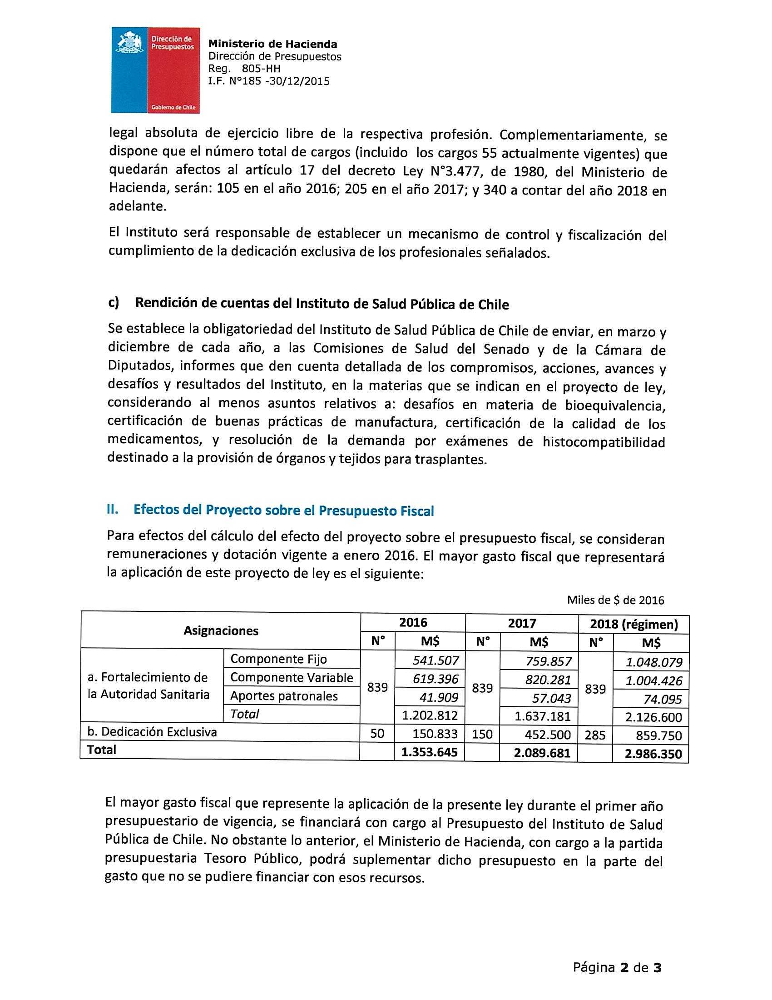 Dirección de
Presupuestos
Gobierno de Chile
Ministerio de Hacienda
Dirección de Presupuestos
Reg. 805-HH
I.F. N°185 -30/12/2015
legal absoluta de ejercicio libre de la respectiva profesión. Complementariamente, se
dispone que el número total de cargos (incluido los cargos 55 actualmente vigentes) que
quedarán afectos al artículo 17 del decreto Ley N°3.477, de 1980, del Ministerio de
Hacienda, serán: 105 en el año 2016; 205 en el año 2017; y 340 a contar del año 2018 en
adelante.
El Instituto será responsable de establecer un mecanismo de control y fiscalización del
cumplimiento de la dedicación exclusiva de los profesionales señalados.
c) Rendición de cuentas del Instituto de Salud Pública de Chile
Se establece la obligatoriedad del Instituto de Salud Pública de Chile de enviar, en marzo y
diciembre de cada año, a las Comisiones de Salud del Senado y de la Cámara de
Diputados, informes que den cuenta detallada de los compromisos, acciones, avances y
desafíos y resultados del Instituto, en la materias que se indican en el proyecto de ley,
considerando al menos asuntos relativos a: desafíos en materia de bioequivalencia,
certificación de buenas prácticas de manufactura, certificación de la calidad de los
medicamentos, y resolución de la demanda por exámenes de histocompatibilidad
destinado a la provisión de órganos y tejidos para trasplantes.
II. Efectos del Proyecto sobre el Presupuesto Fiscal
Para efectos del cálculo del efecto del proyecto sobre el presupuesto fiscal, se consideran
remuneraciones y dotación vigente a enero 2016. El mayor gasto fiscal que representará
la aplicación de este proyecto de ley es el siguiente:
Miles de $ de 2016
Asignaciones 2016 2017 2018 (régimen)
N° M$ N° M$ N° M$
a. Fortalecimiento de
la Autoridad Sanitaria
Componente Fijo 541.507 759.857 1.048.079
Componente Variable 619.396 820.281 1.004.426
839 839 839
Aportes patronales 41.909 57.043 74.095
Total 1.202.812 1.637.181 2.126.600
b. Dedicación Exclusiva 50 150.833 150 452.500 285 859.750
Total 1.353.645 2.089.681 2.986.350
El mayor gasto fiscal que represente la aplicación de la presente ley durante el primer año
presupuestario de vigencia, se financiará con cargo al Presupuesto del Instituto de Salud
Pública de Chile. No obstante lo anterior, el Ministerio de Hacienda, con cargo a la partida
presupuestaria Tesoro Público, podrá suplementar dicho presupuesto en la parte del
gasto que no se pudiere financiar con esos recursos.
Página 2 de 3